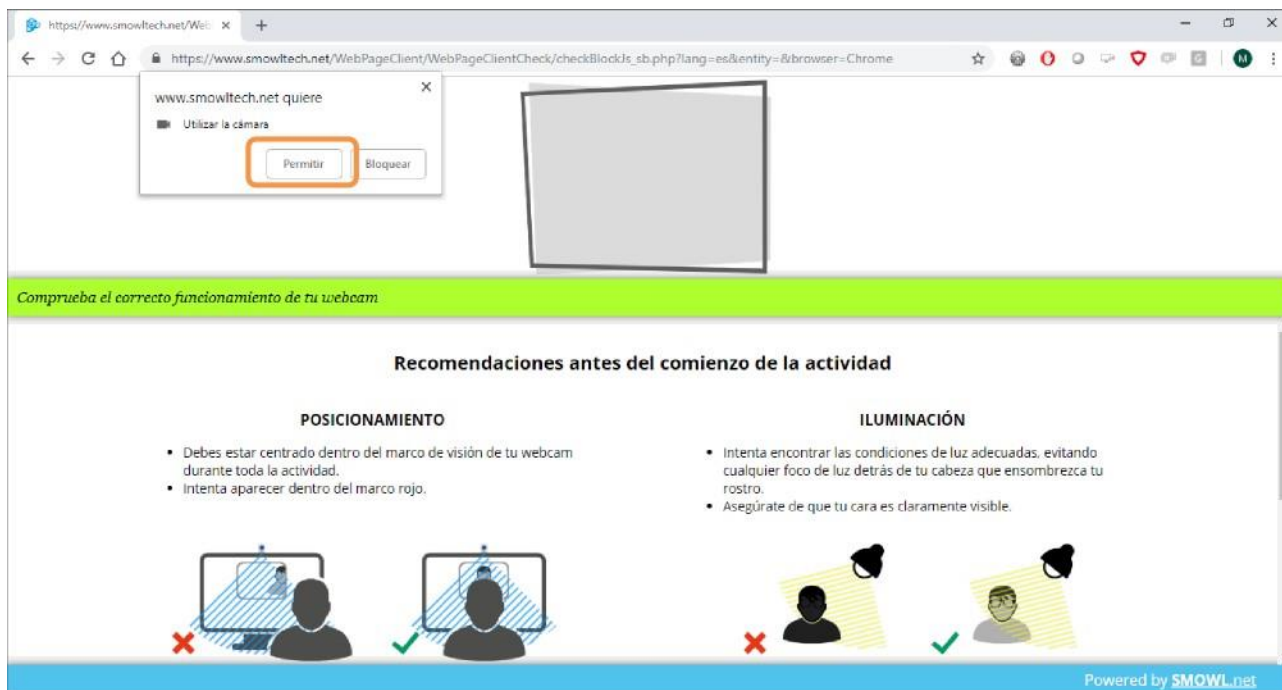 https://www.smowltech.net/Web
https://www.smowltech.net/WebPageClient/WebPageClientCheck/checkBlockJs_sb.php?lang=es&entity=&browser=Chrome
M
www.smowltech.net quiere
Utilizar la cámara
Permitir
Bloquear
Comprueba el correcto funcionamiento de tu webcam
Recomendaciones antes del comienzo de la actividad
POSICIONAMIENTO
Debes estar centrado dentro del marco de visión de tu webcam
durante toda la actividad.
Intenta aparecer dentro del marco rojo.
ILUMINACIÓN
Intenta encontrar las condiciones de luz adecuadas, evitando
cualquier foco de luz detrás de tu cabeza que ensombrezca tu
rostro.
Asegúrate de que tu cara es claramente visible.
Powered by SMOWL.net